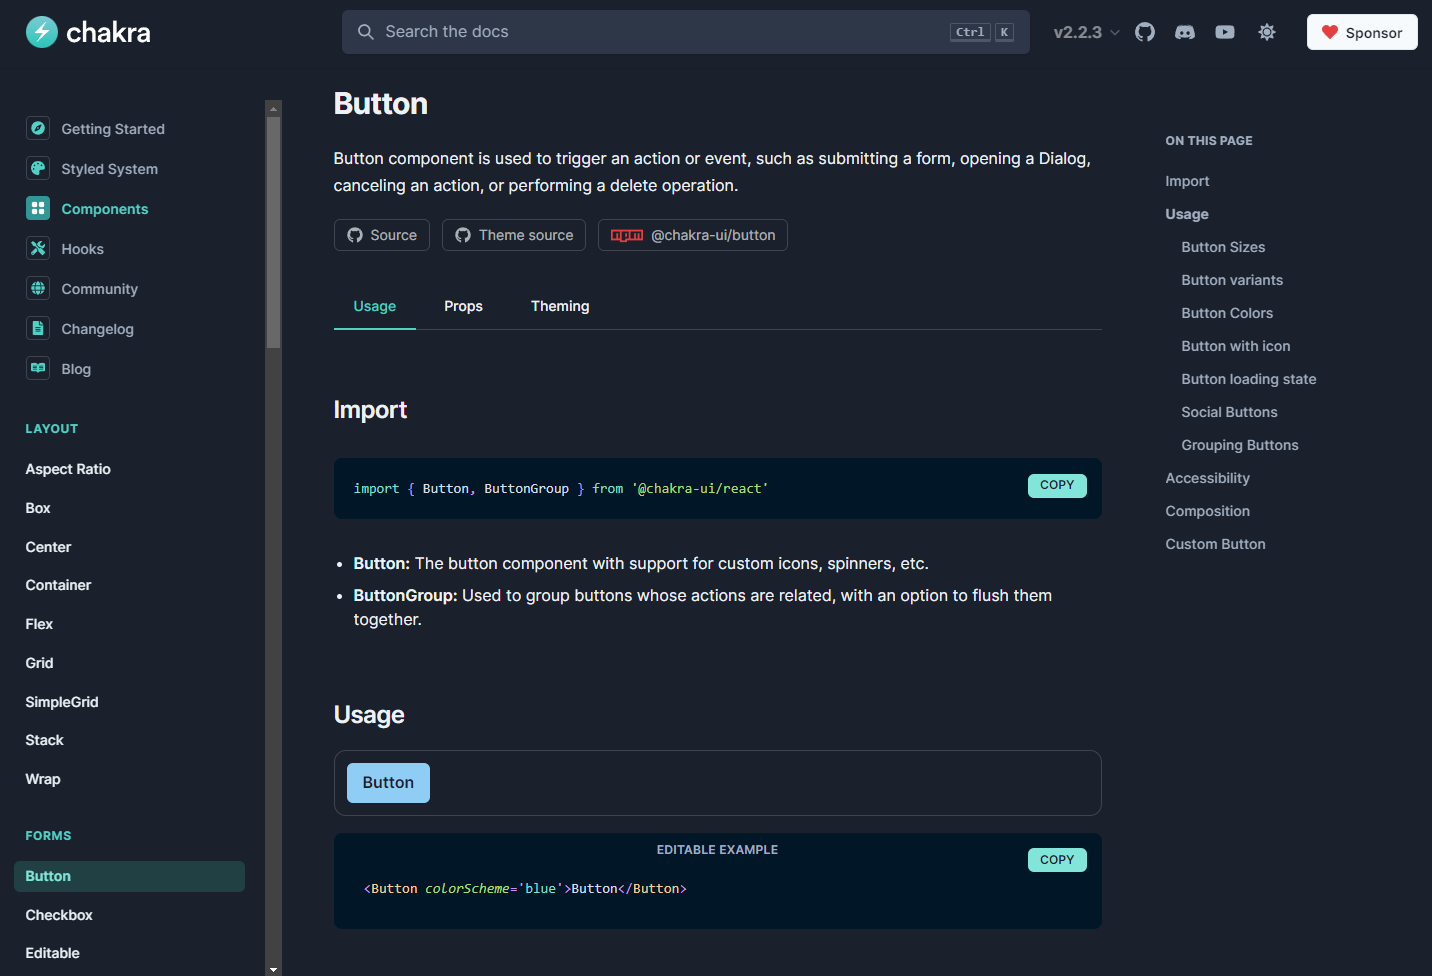 chakra
Search the docs
Ctrl K
v2.2.3
Sponsor
Getting Started
Styled System
Components
Hooks
Community
Changelog
Blog
LAYOUT
Aspect Ratio
Box
Center
Container
Flex
Grid
SimpleGrid
Stack
Wrap
FORMS
Button
Checkbox
Editable
Button
Button component is used to trigger an action or event, such as submitting a form, opening a Dialog,
canceling an action, or performing a delete operation.
Source
Theme source
npm @chakra-ui/button
Usage
Props
Theming
Import
import { Button, ButtonGroup } from '@chakra-ui/react'
COPY
• Button: The button component with support for custom icons, spinners, etc.
• ButtonGroup: Used to group buttons whose actions are related, with an option to flush them
together.
Usage
Button
EDITABLE EXAMPLE
COPY
<Button colorScheme='blue'>Button</Button>
ON THIS PAGE
Import
Usage
Button Sizes
Button variants
Button Colors
Button with icon
Button loading state
Social Buttons
Grouping Buttons
Accessibility
Composition
Custom Button